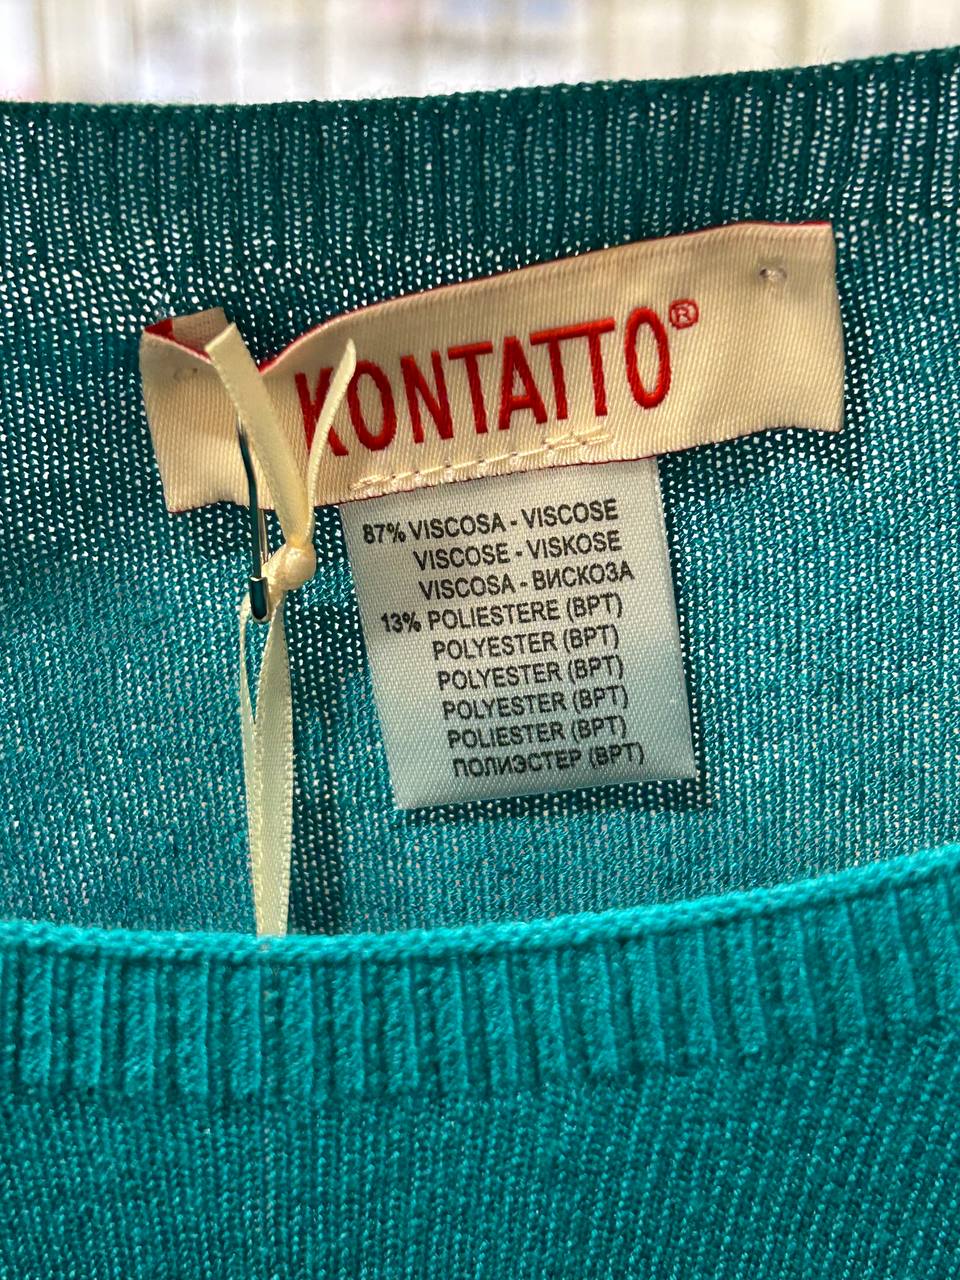 KONTATTO®
87% VISCOSA - VISCOSE
VISCOSE - VISKOSE
VISCOSA - ВИСКОЗА
13% POLIESTERE (BPT)
POLYESTER (BPT)
POLYESTER (BPT)
POLYESTER (BPT)
POLIESTER (BPT)
ПОЛИЭСТЕР (BPT)